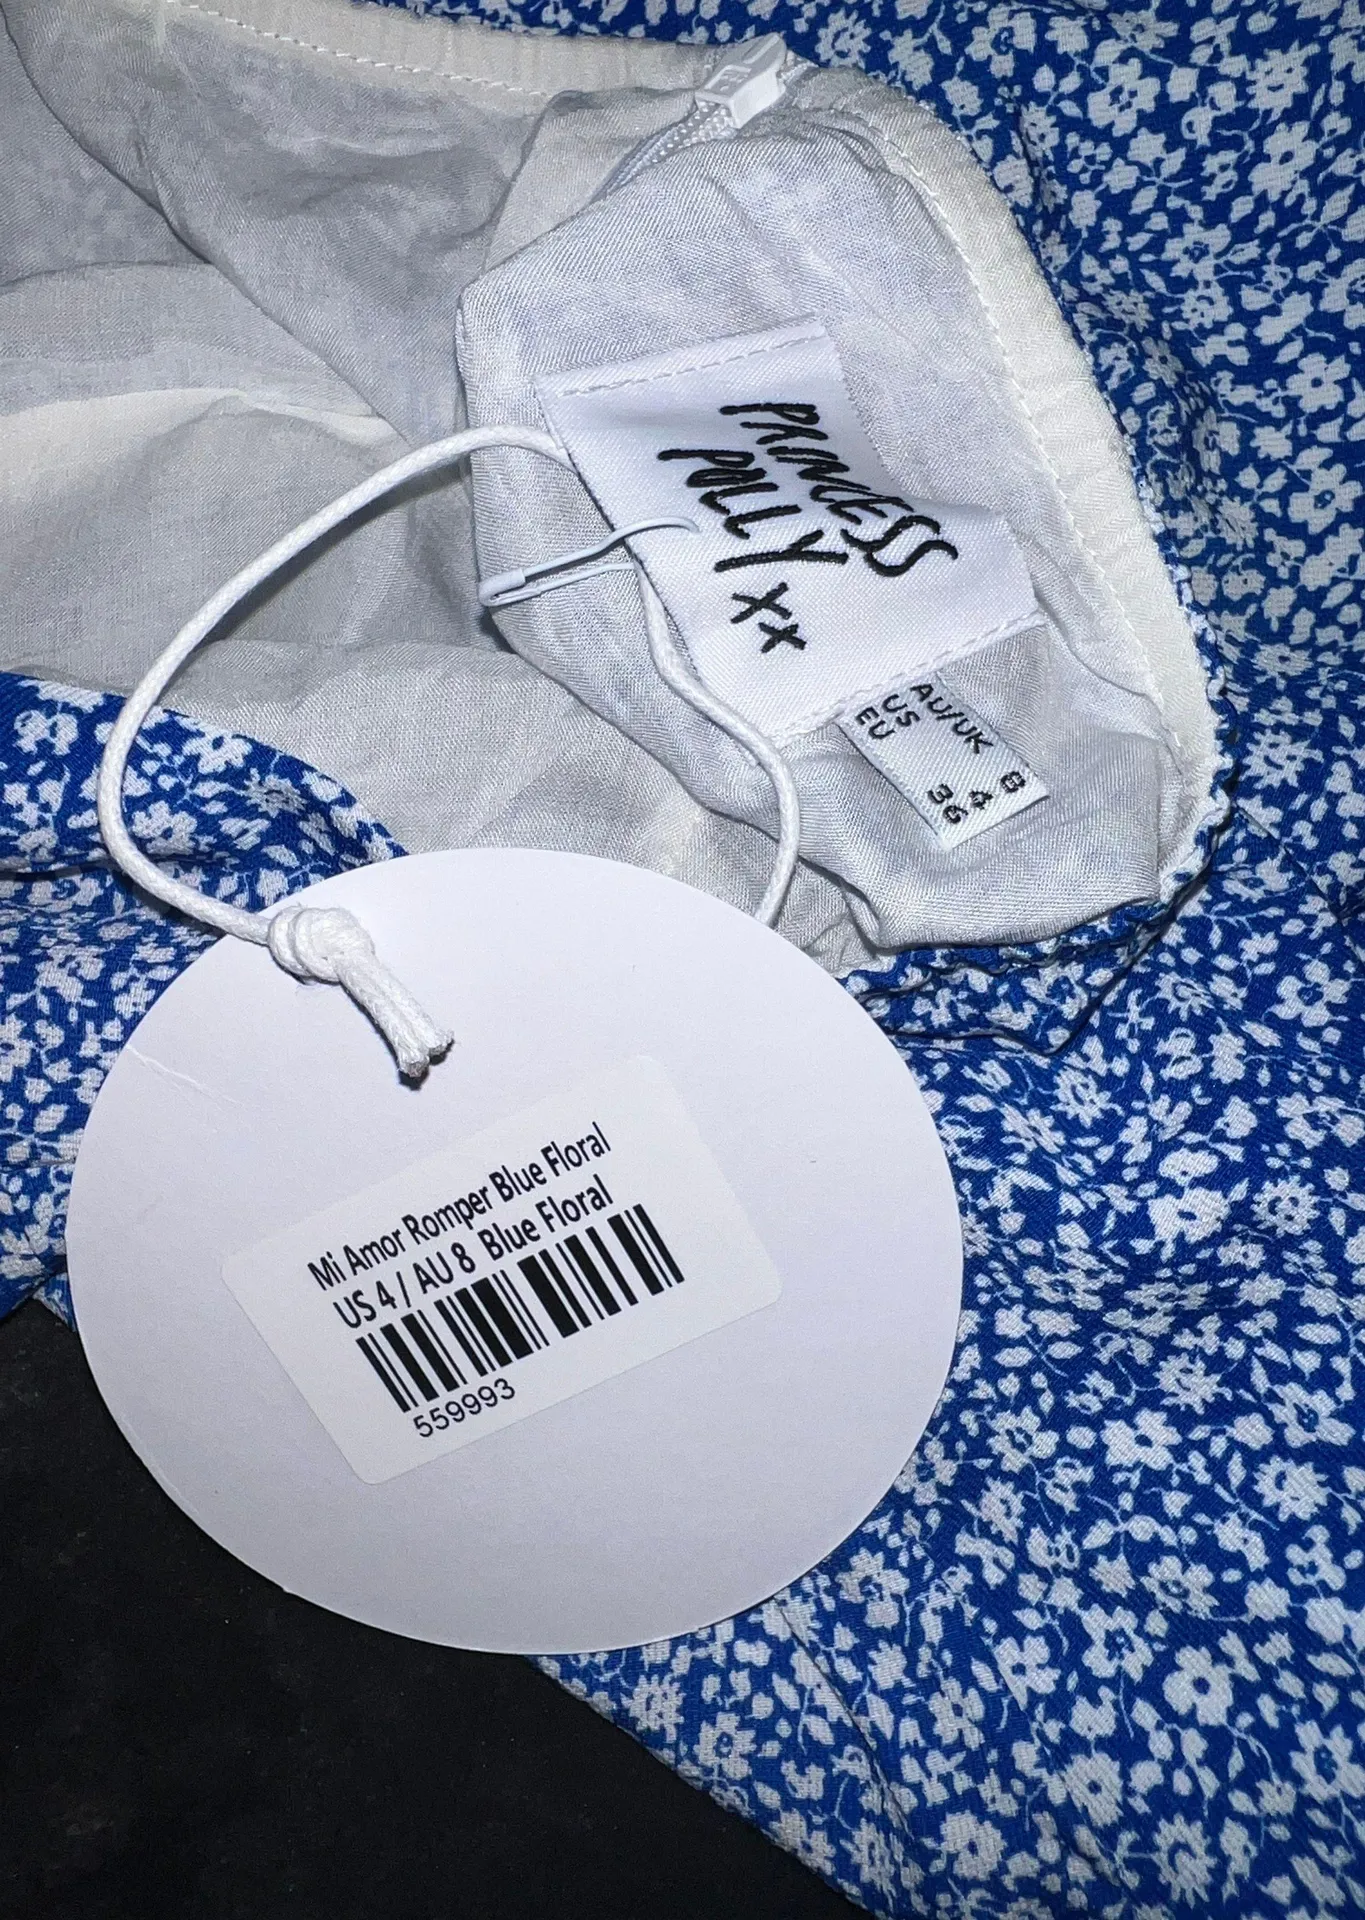 PRINCESS
POLLY
xx
AU/UK 8
US 4
EU 36
Mi Amor Romper Blue Floral
US 4 / AU 8 Blue Floral
559993